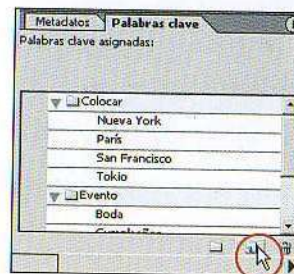 Metadatos Palabras clave
Palabras clave asignadas:
Colocar
Nueva York
París
San Francisco
Tokio
Evento
Boda